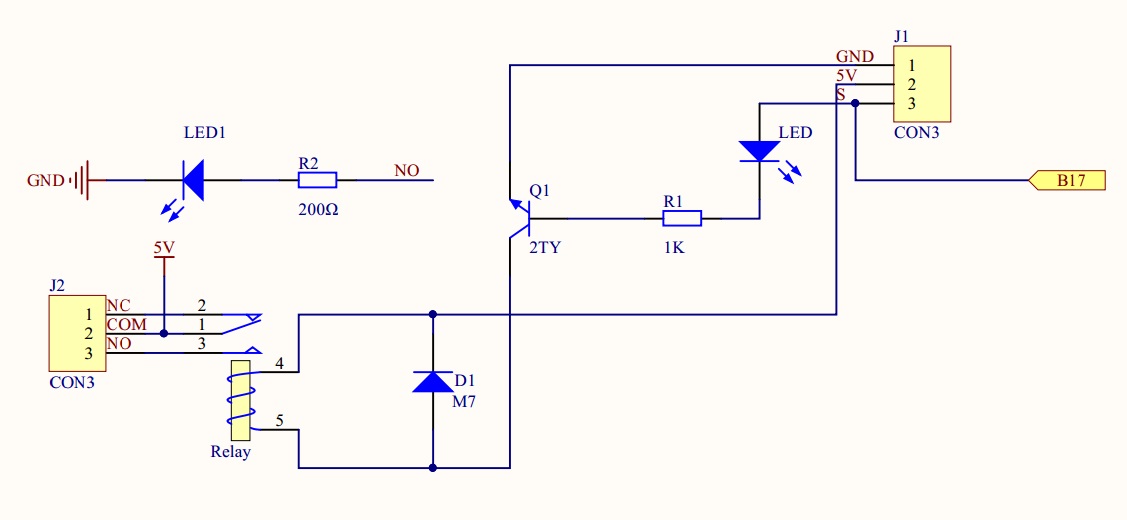 J1
GND
1
5V
2
S
3
CON3
LED
B17
LED1
GND
R2
200Ω
NO
Q1
2TY
R1
1K
5V
J2
NC
1
2
COM
2
1
NO
3
3
CON3
4
5
Relay
D1
M7